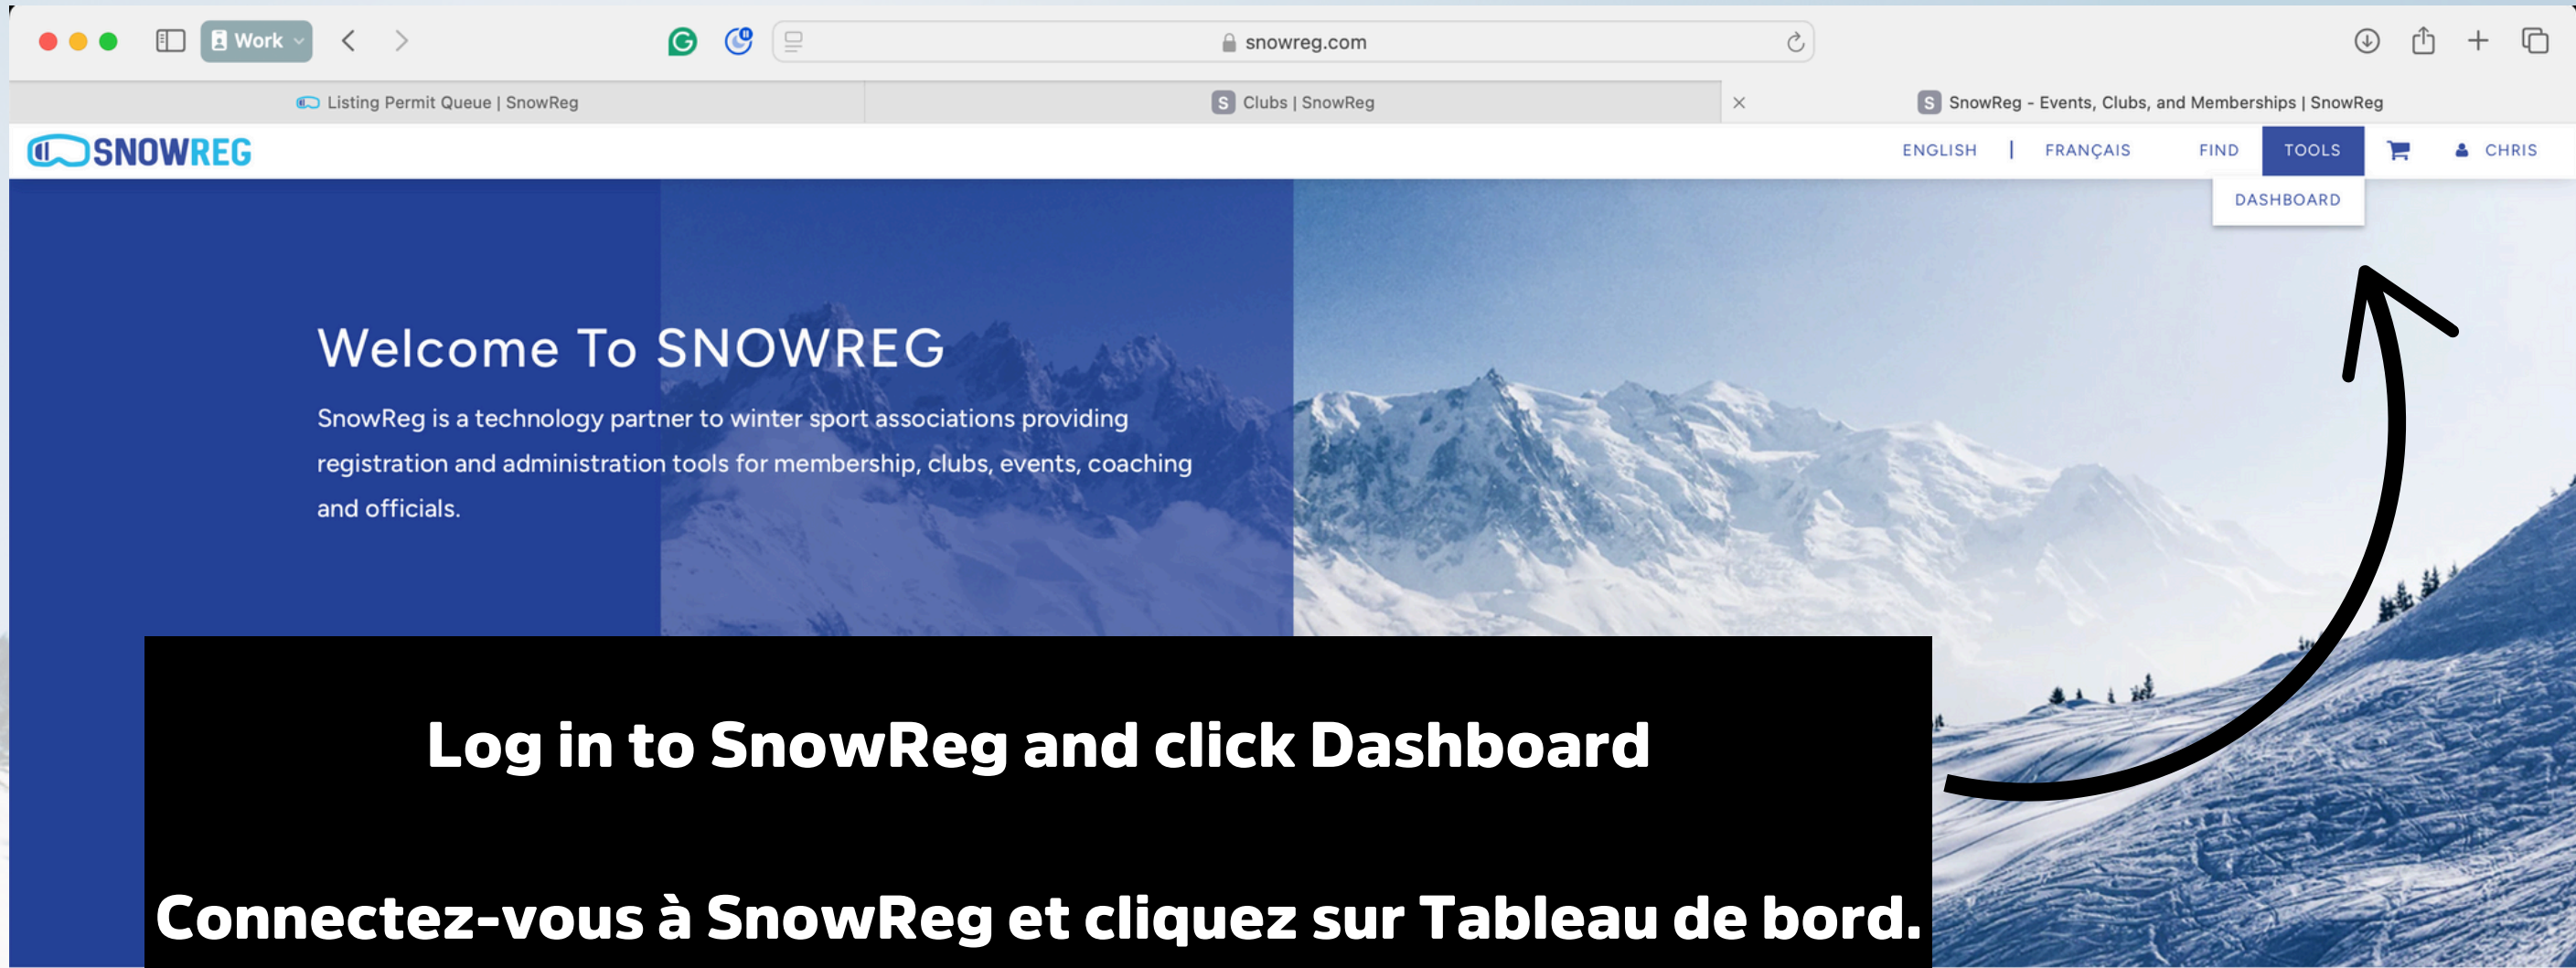 Work
snowreg.com
Listing Permit Queue | SnowReg
S Clubs | SnowReg
S SnowReg - Events, Clubs, and Memberships | SnowReg
SNOWREG
ENGLISH | FRANÇAIS FIND TOOLS CHRIS
DASHBOARD
Welcome To SNOWREG
SnowReg is a technology partner to winter sport associations providing
registration and administration tools for membership, clubs, events, coaching
and officials.
Log in to SnowReg and click Dashboard
Connectez-vous à SnowReg et cliquez sur Tableau de bord.